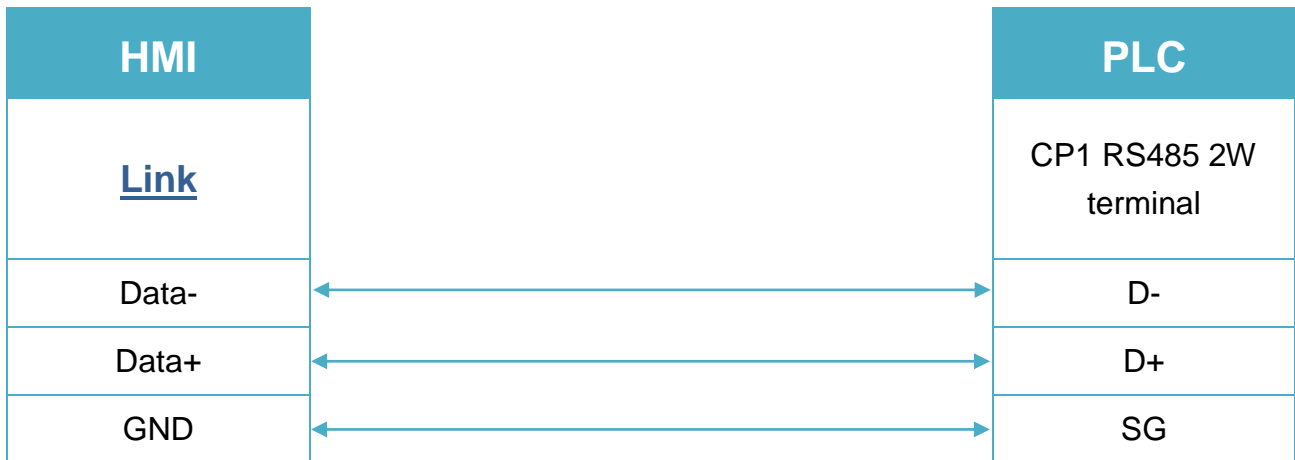 HMI PLC
Link
CP1 RS485 2W
terminal
Data- D-
Data+ D+
GND SG